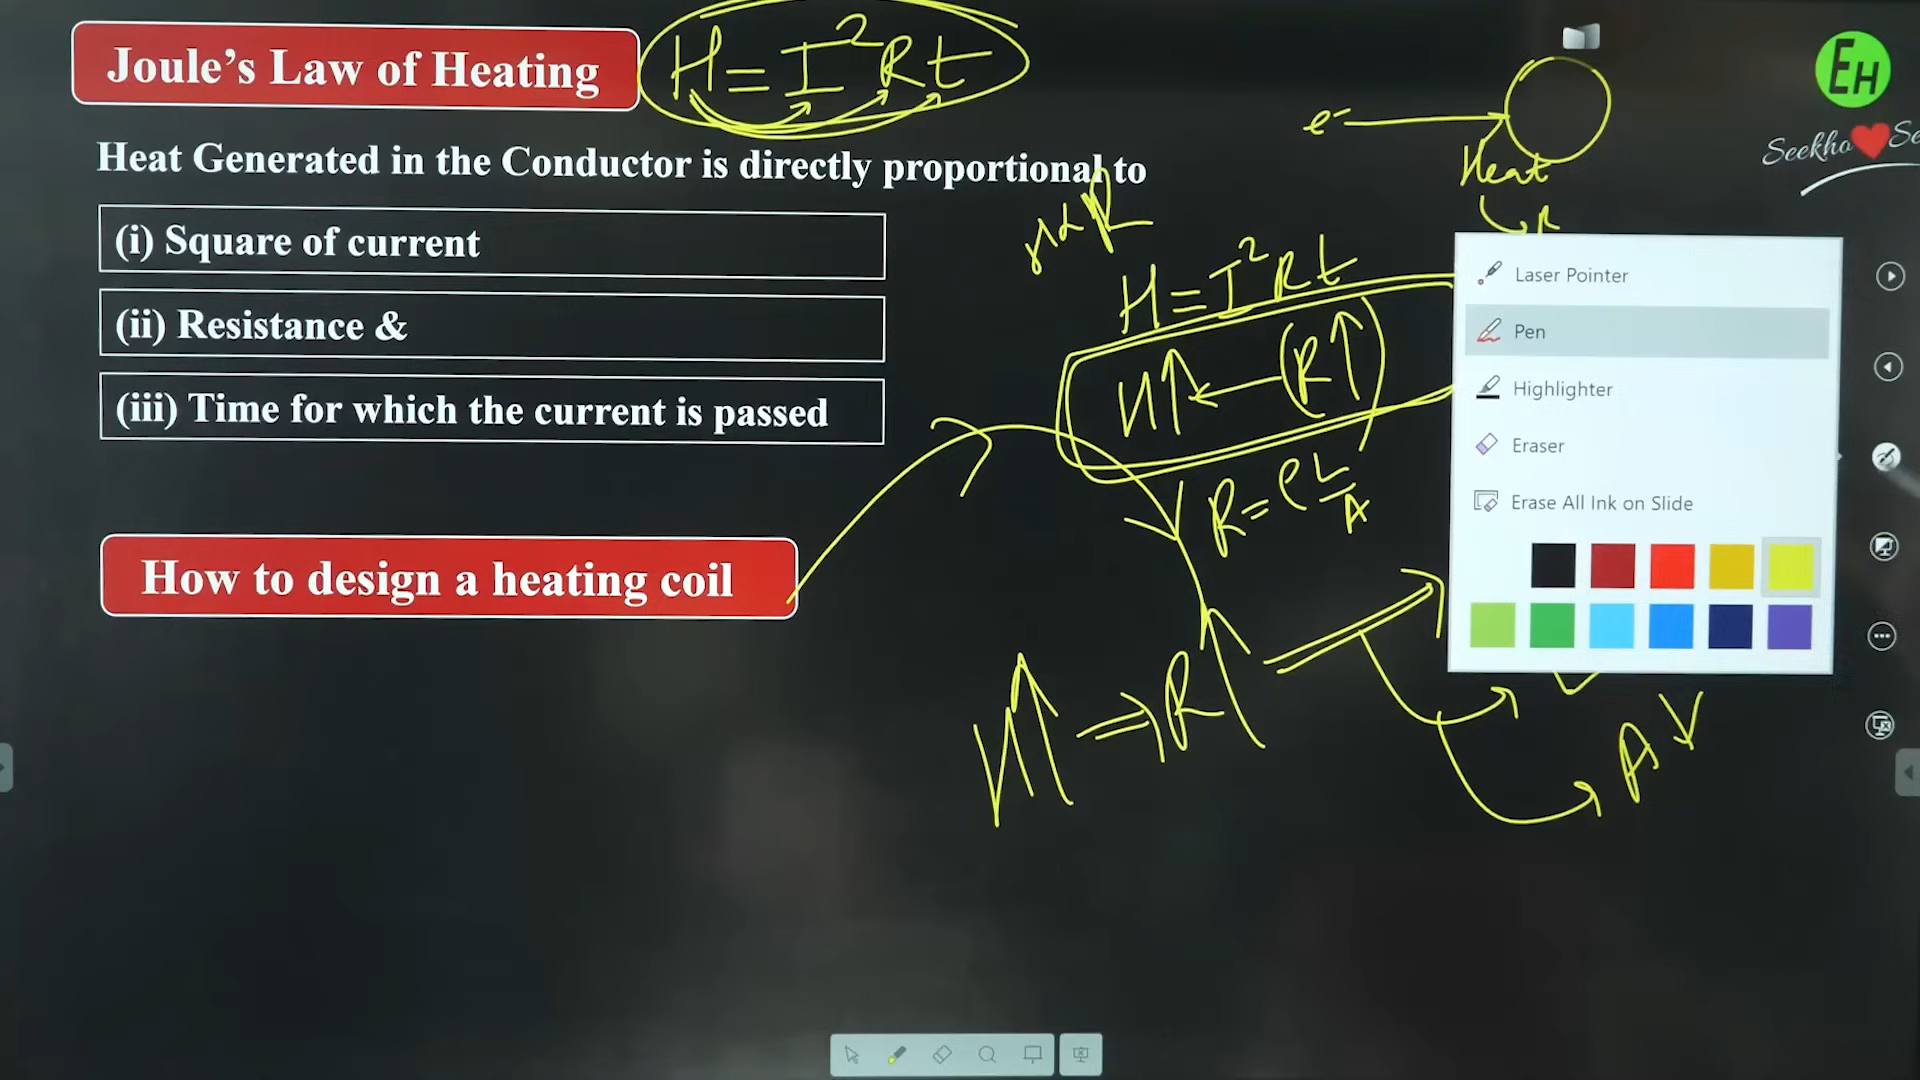 Joule's Law of Heating
H = I²Rt
EH
Seekho
e-
Heat
Heat Generated in the Conductor is directly proportional to
H α R
(i) Square of current
H = I²Rt
(ii) Resistance &
H↑ ← (R↑)
(iii) Time for which the current is passed
R = ρ L/A
How to design a heating coil
H↑ ⇒ R↑
A↓
Laser Pointer
Pen
Highlighter
Eraser
Erase All Ink on Slide